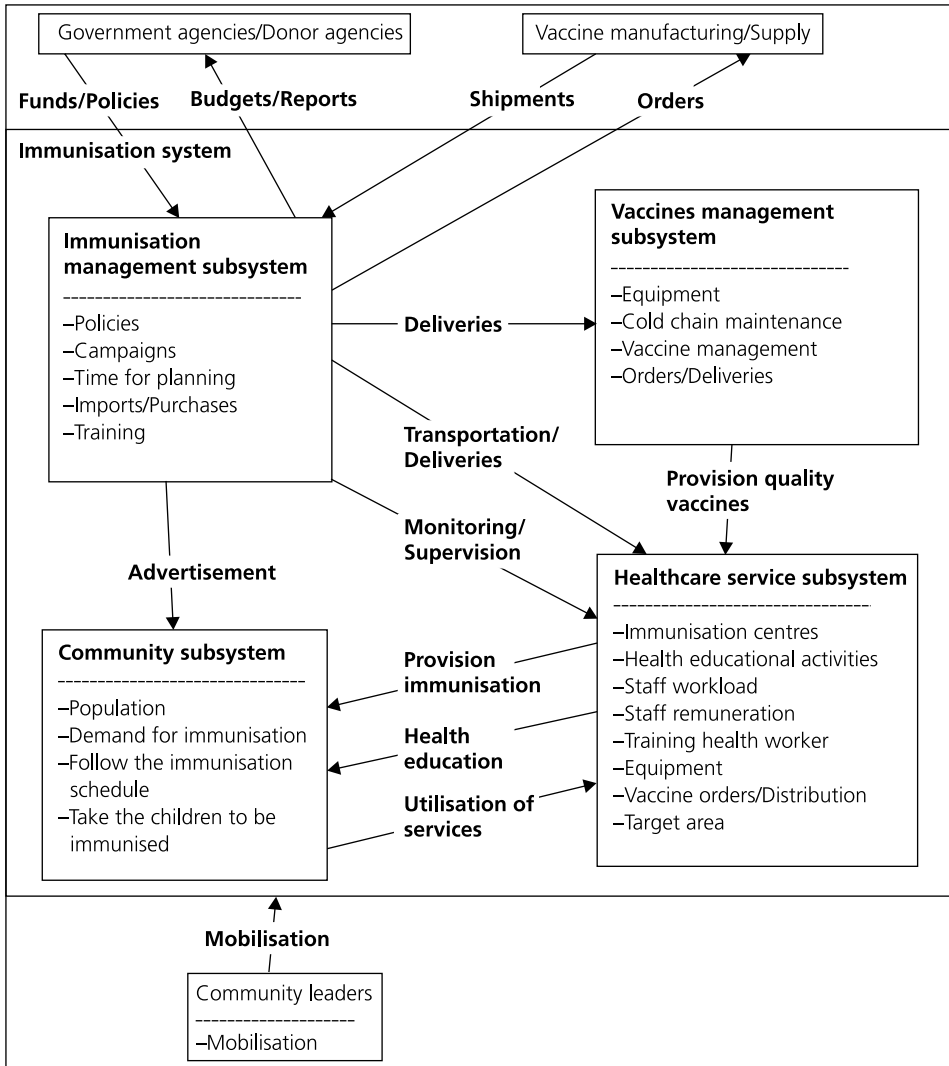 Government agencies/Donor agencies
Vaccine manufacturing/Supply
Funds/Policies
Budgets/Reports
Shipments
Orders
Immunisation system
Immunisation
management subsystem
-------------------------------
–Policies
–Campaigns
–Time for planning
–Imports/Purchases
–Training
Vaccines management
subsystem
-------------------------------
–Equipment
–Cold chain maintenance
–Vaccine management
–Orders/Deliveries
Deliveries
Transportation/
Deliveries
Provision quality
vaccines
Monitoring/
Supervision
Advertisement
Healthcare service subsystem
---------------------------------
–Immunisation centres
–Health educational activities
–Staff workload
–Staff remuneration
–Training health worker
–Equipment
–Vaccine orders/Distribution
–Target area
Community subsystem
--------------------------------
–Population
–Demand for immunisation
–Follow the immunisation
schedule
–Take the children to be
immunised
Provision
immunisation
Health
education
Utilisation of
services
Mobilisation
Community leaders
---------------------
–Mobilisation